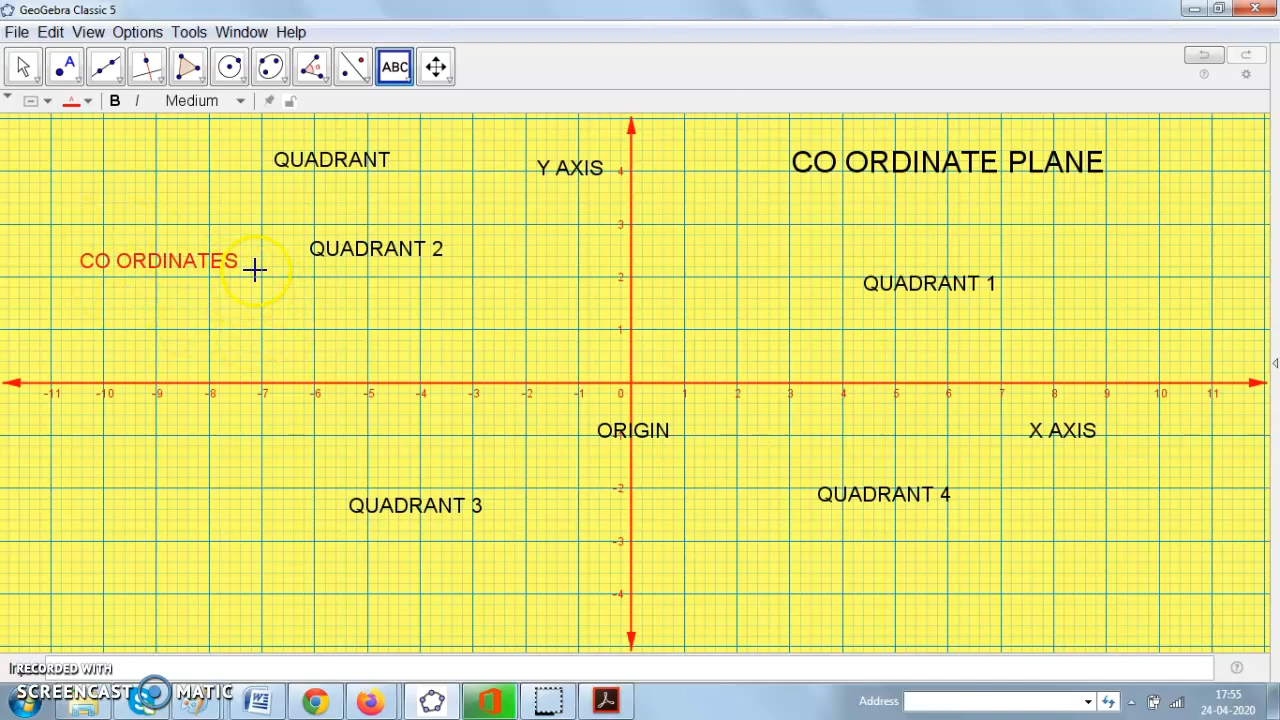 GeoGebra Classic 5
File Edit View Options Tools Window Help
A
α
ABC
A B I Medium
QUADRANT
Y AXIS
CO ORDINATE PLANE
QUADRANT 2
CO ORDINATES
QUADRANT 1
4
3
2
1
-11 -10 -9 -8 -7 -6 -5 -4 -3 -2 -1 0 1 2 3 4 5 6 7 8 9 10 11
ORIGIN
X AXIS
-2
QUADRANT 4
QUADRANT 3
-3
-4
RECORDED WITH
SCREENCAST MATIC
Address
17:55
24-04-2020